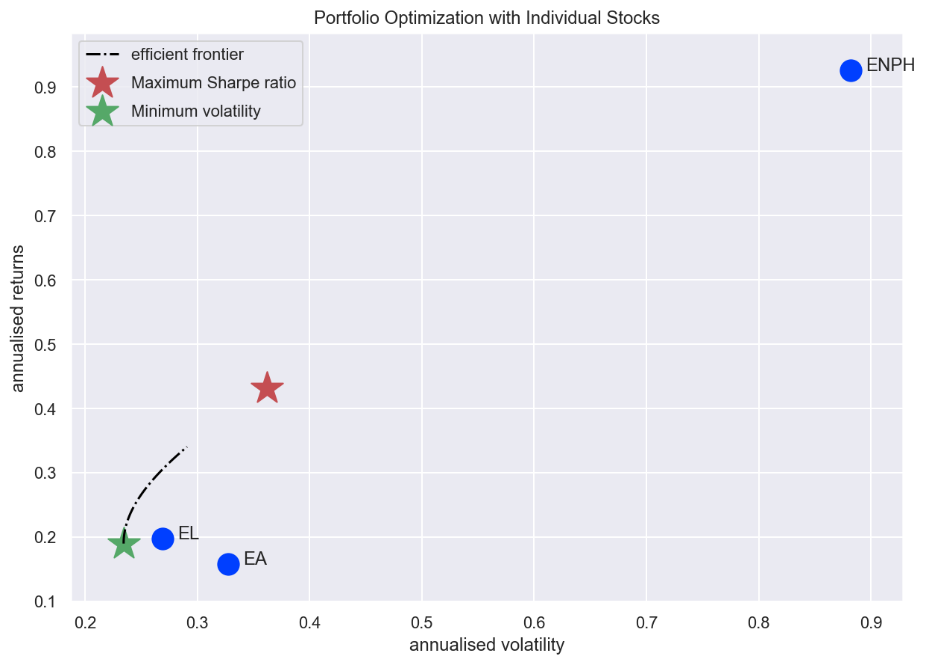 Portfolio Optimization with Individual Stocks
efficient frontier
Maximum Sharpe ratio
Minimum volatility
ENPH
EL
EA
annualised returns
0.9
0.8
0.7
0.6
0.5
0.4
0.3
0.2
0.1
0.2 0.3 0.4 0.5 0.6 0.7 0.8 0.9
annualised volatility